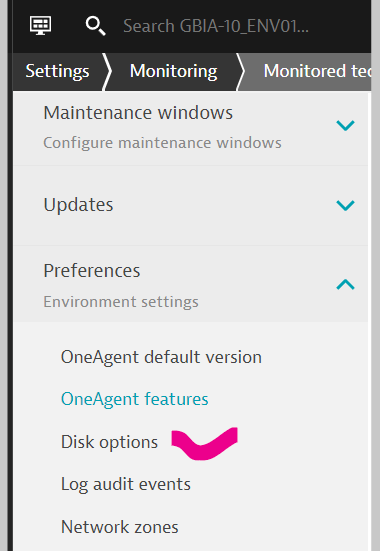 Search GBIA-10_ENV01...
Settings
Monitoring
Monitored tec
Maintenance windows
Configure maintenance windows
Updates
Preferences
Environment settings
OneAgent default version
OneAgent features
Disk options
Log audit events
Network zones